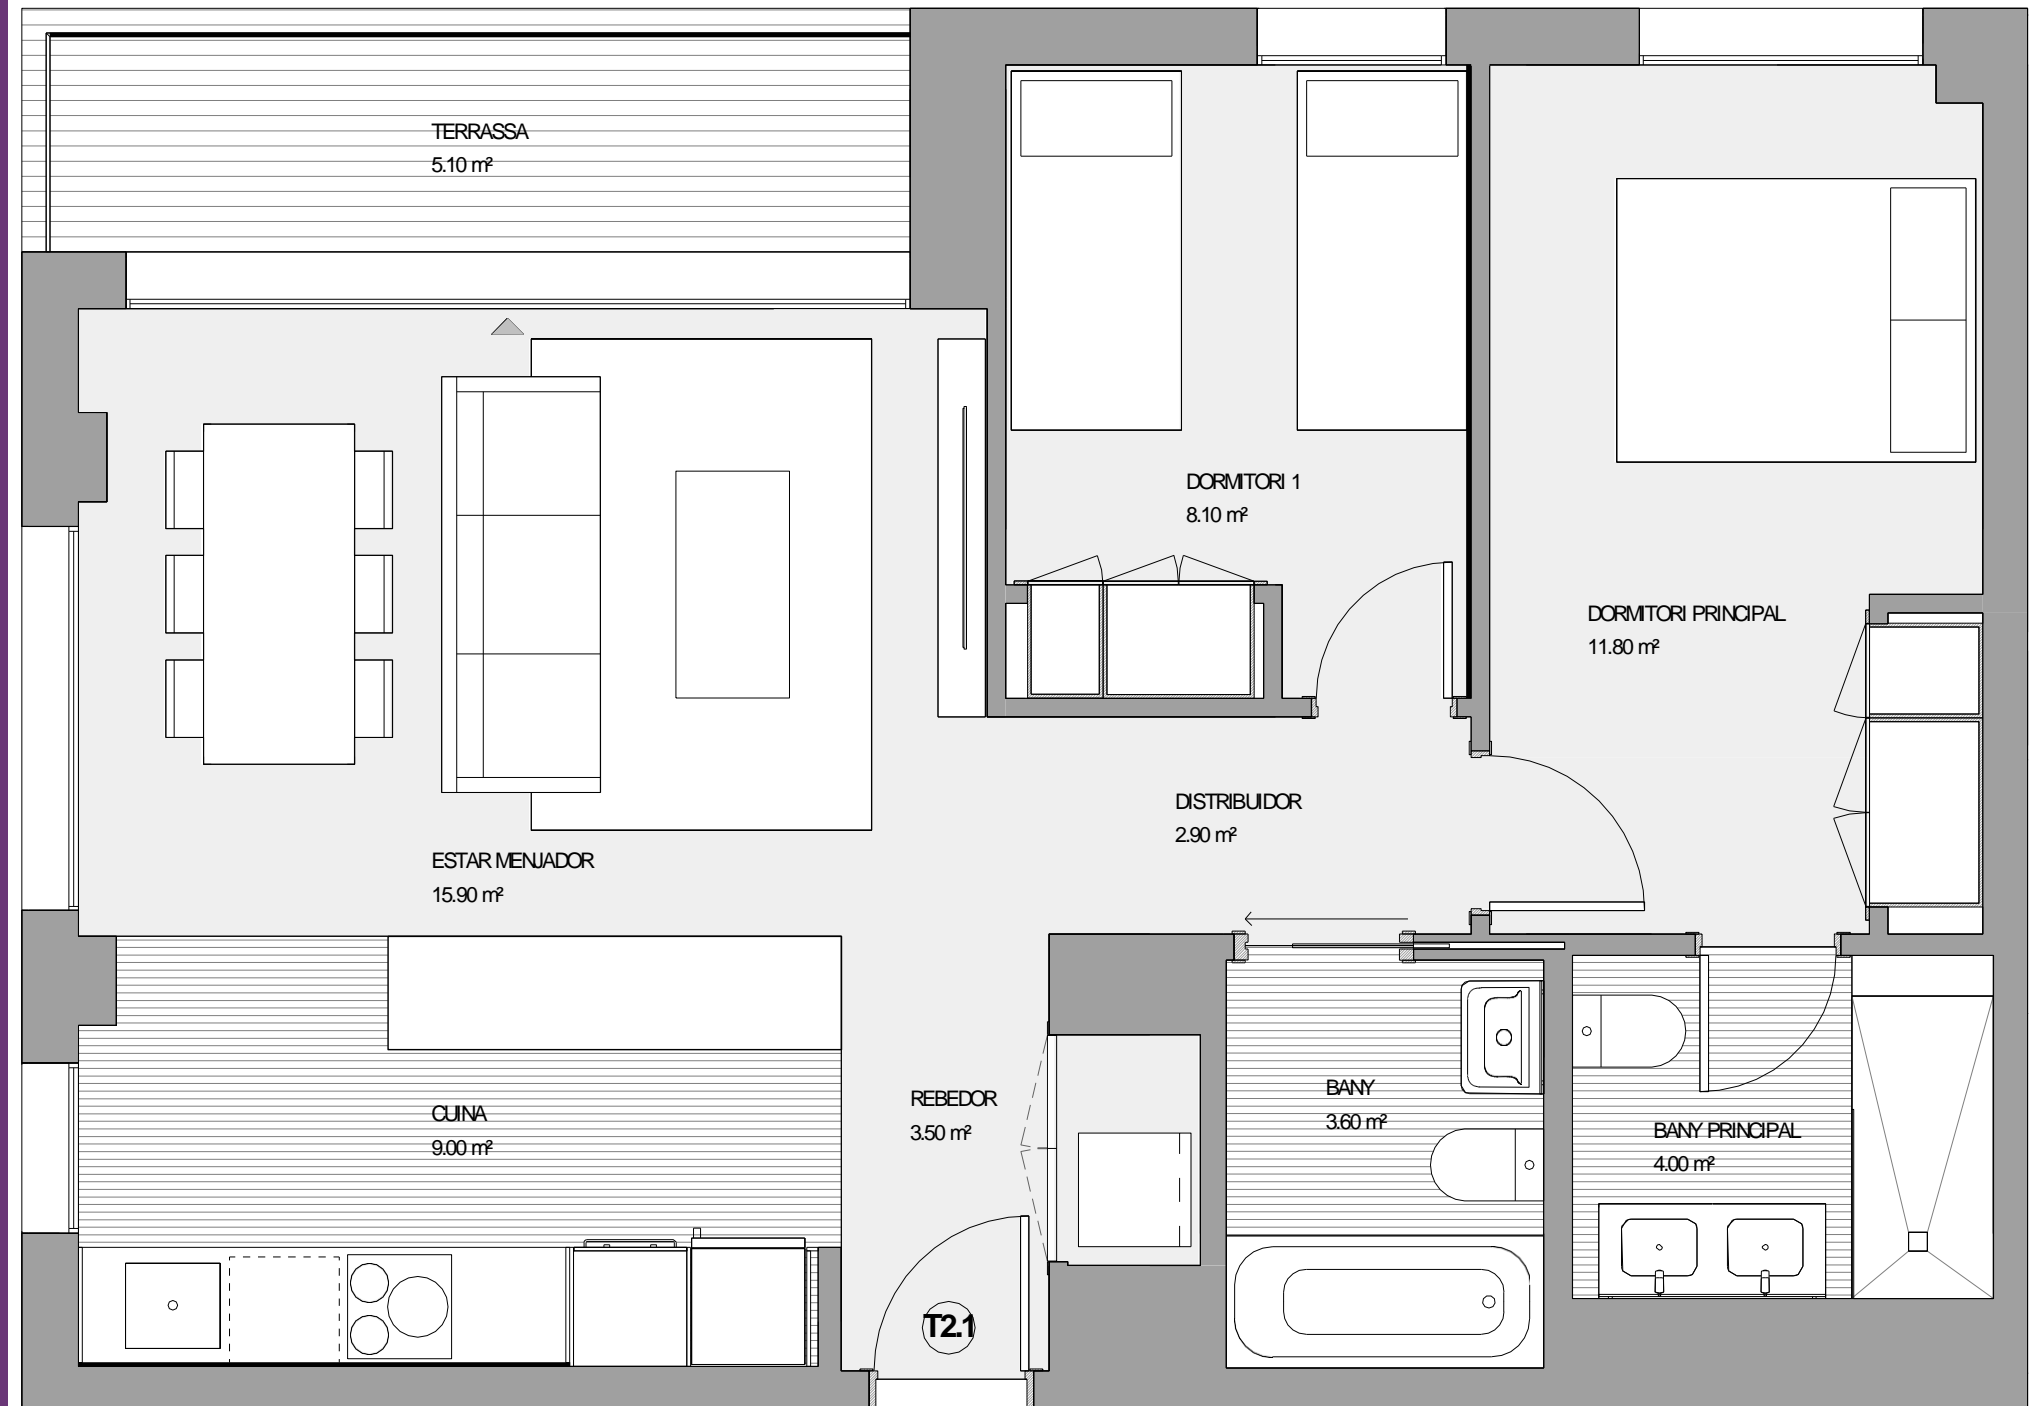 TERRASSA
5.10 m²
DORMITORI 1
8.10 m²
DORMITORI PRINCIPAL
11.80 m²
DISTRIBUIDOR
2.90 m²
ESTAR MENJADOR
15.90 m²
CUINA
9.00 m²
REBEDOR
3.50 m²
BANY
3.60 m²
BANY PRINCIPAL
4.00 m²
T2.1